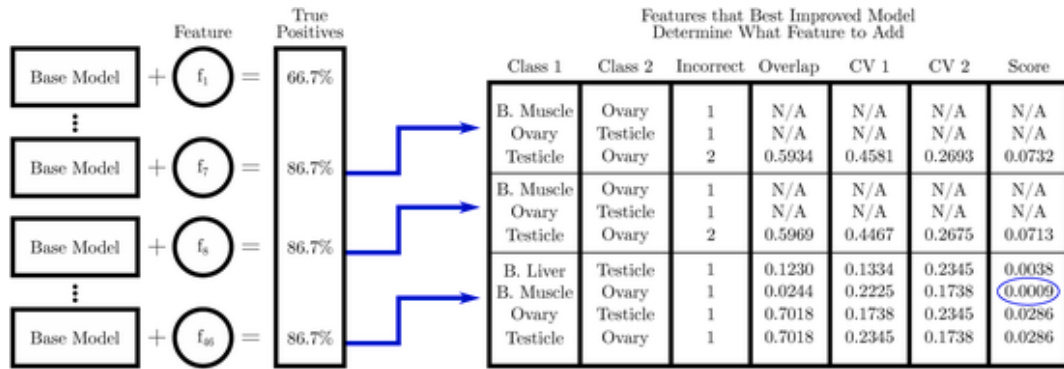 Feature
True
Positives
Base Model + f₁ = 66.7%
Base Model + f₇ = 86.7%
Base Model + f₈ = 86.7%
Base Model + f₄₆ = 86.7%
Features that Best Improved Model
Determine What Feature to Add
Class 1 Class 2 Incorrect Overlap CV 1 CV 2 Score
B. Muscle Ovary 1 N/A N/A N/A N/A
Ovary Testicle 1 N/A N/A N/A N/A
Testicle Ovary 2 0.5934 0.4581 0.2693 0.0732
B. Muscle Ovary 1 N/A N/A N/A N/A
Ovary Testicle 1 N/A N/A N/A N/A
Testicle Ovary 2 0.5969 0.4467 0.2675 0.0713
B. Liver Testicle 1 0.1230 0.1334 0.2345 0.0038
B. Muscle Ovary 1 0.0244 0.2225 0.1738 0.0009
Ovary Testicle 1 0.7018 0.1738 0.2345 0.0286
Testicle Ovary 1 0.7018 0.2345 0.1738 0.0286